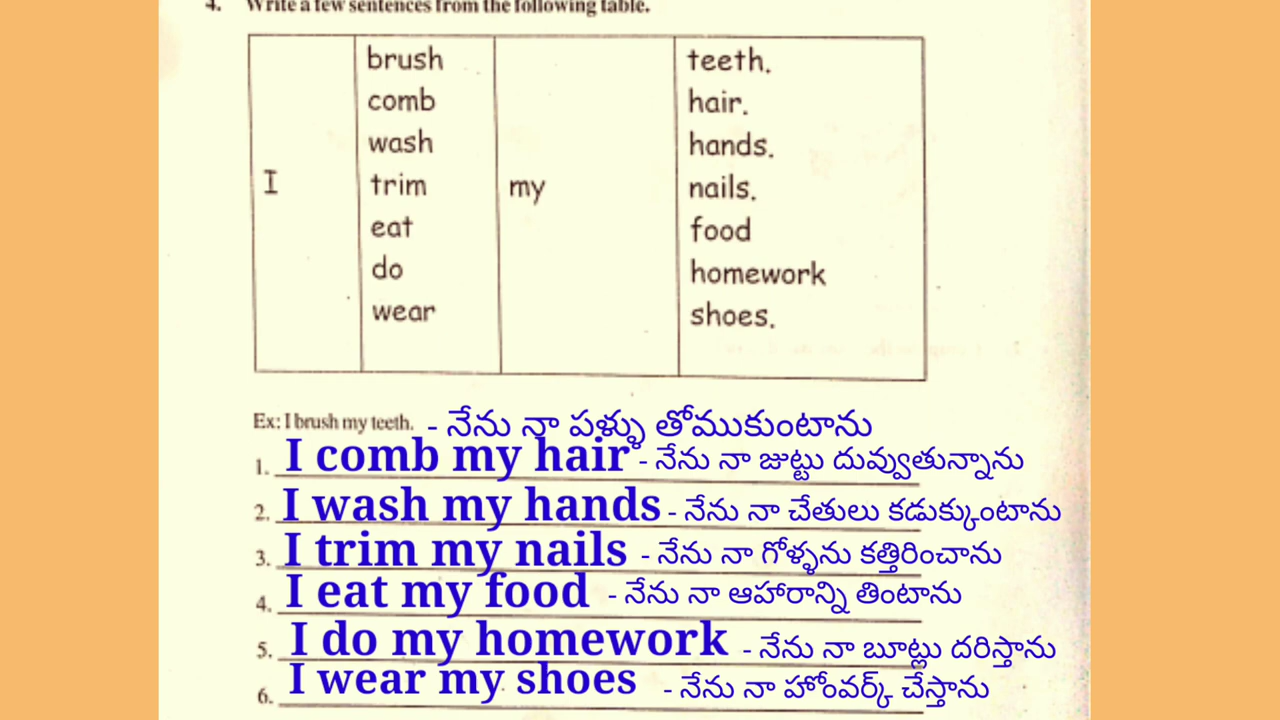 4. Write a few sentences from the following table.
brush teeth.
comb hair.
wash hands.
I trim my nails.
eat food
do homework
wear shoes.
Ex: I brush my teeth. - నేను నా పళ్ళు తోముకుంటాను
1. I comb my hair - నేను నా జుట్టు దువ్వుతున్నాను
2. I wash my hands - నేను నా చేతులు కడుక్కుంటాను
3. I trim my nails - నేను నా గోళ్ళను కత్తిరించాను
4. I eat my food - నేను నా ఆహారాన్ని తింటాను
5. I do my homework - నేను నా బూట్లు దరిస్తాను
6. I wear my shoes - నేను నా హోంవర్క్ చేస్తాను